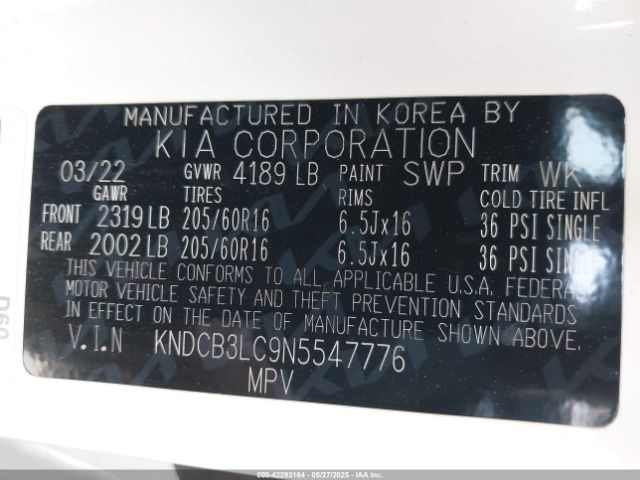 MANUFACTURED IN KOREA BY
KIA CORPORATION
03/22 GVWR 4189 LB PAINT SWP TRIM WK
GAWR TIRES RIMS COLD TIRE INFL
FRONT 2319 LB 205/60R16 6.5Jx16 36 PSI SINGLE
REAR 2002 LB 205/60R16 6.5Jx16 36 PSI SINGLE
THIS VEHICLE CONFORMS TO ALL APPLICABLE U.S.A. FEDERAL
MOTOR VEHICLE SAFETY AND THEFT PREVENTION STANDARDS
IN EFFECT ON THE DATE OF MANUFACTURE SHOWN ABOVE.
V.I.N KNDCB3LC9N5547776
MPV
000-42293164 - 05/27/2025 - IAA Inc.